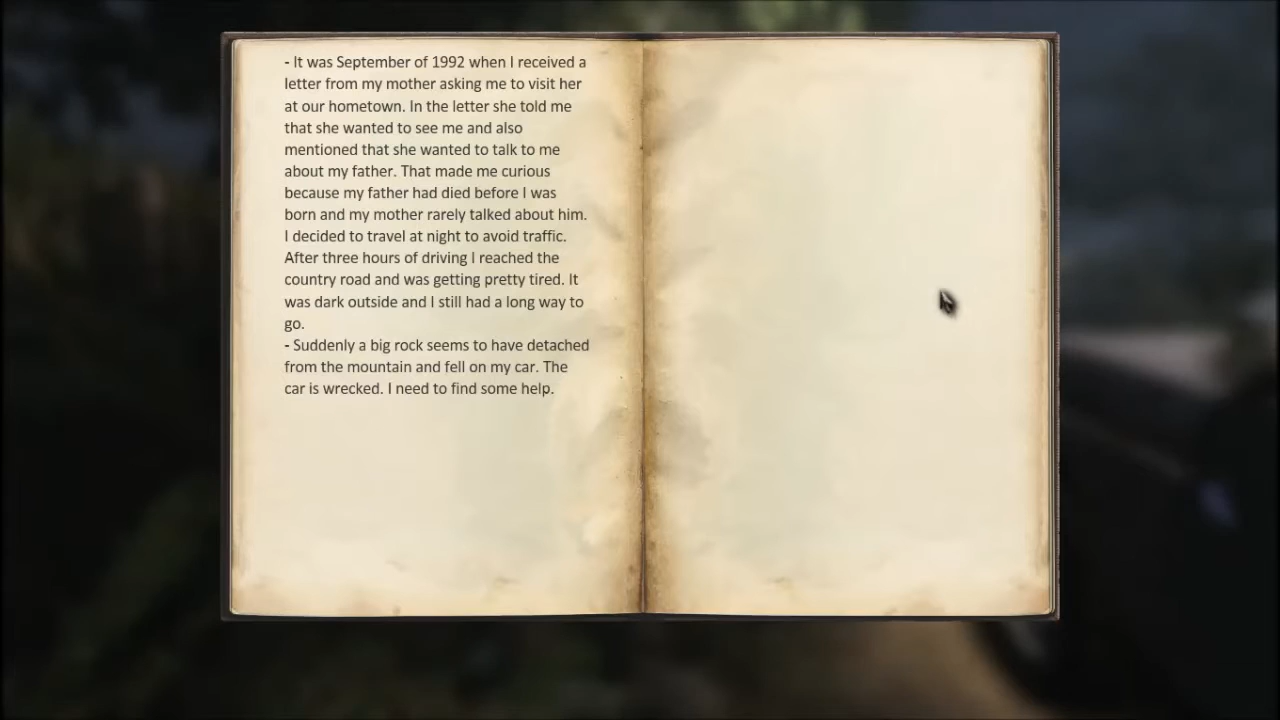 - It was September of 1992 when I received a
letter from my mother asking me to visit her
at our hometown. In the letter she told me
that she wanted to see me and also
mentioned that she wanted to talk to me
about my father. That made me curious
because my father had died before I was
born and my mother rarely talked about him.
I decided to travel at night to avoid traffic.
After three hours of driving I reached the
country road and was getting pretty tired. It
was dark outside and I still had a long way to
go.
- Suddenly a big rock seems to have detached
from the mountain and fell on my car. The
car is wrecked. I need to find some help.